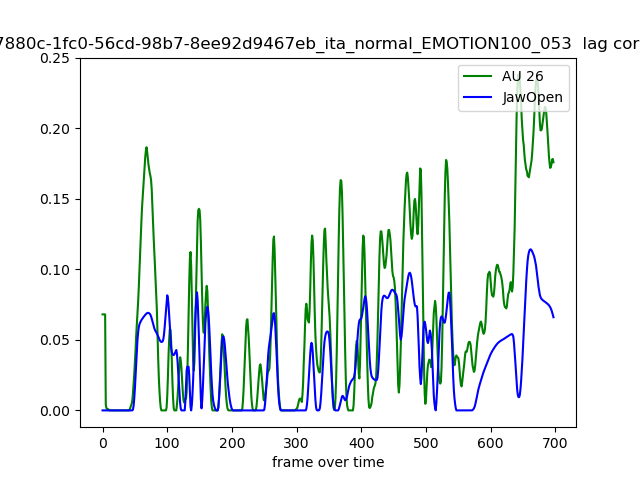 7880c-1fc0-56cd-98b7-8ee92d9467eb_ita_normal_EMOTION100_053 lag cor
AU 26
JawOpen
0.25
0.20
0.15
0.10
0.05
0.00
0 100 200 300 400 500 600 700
frame over time